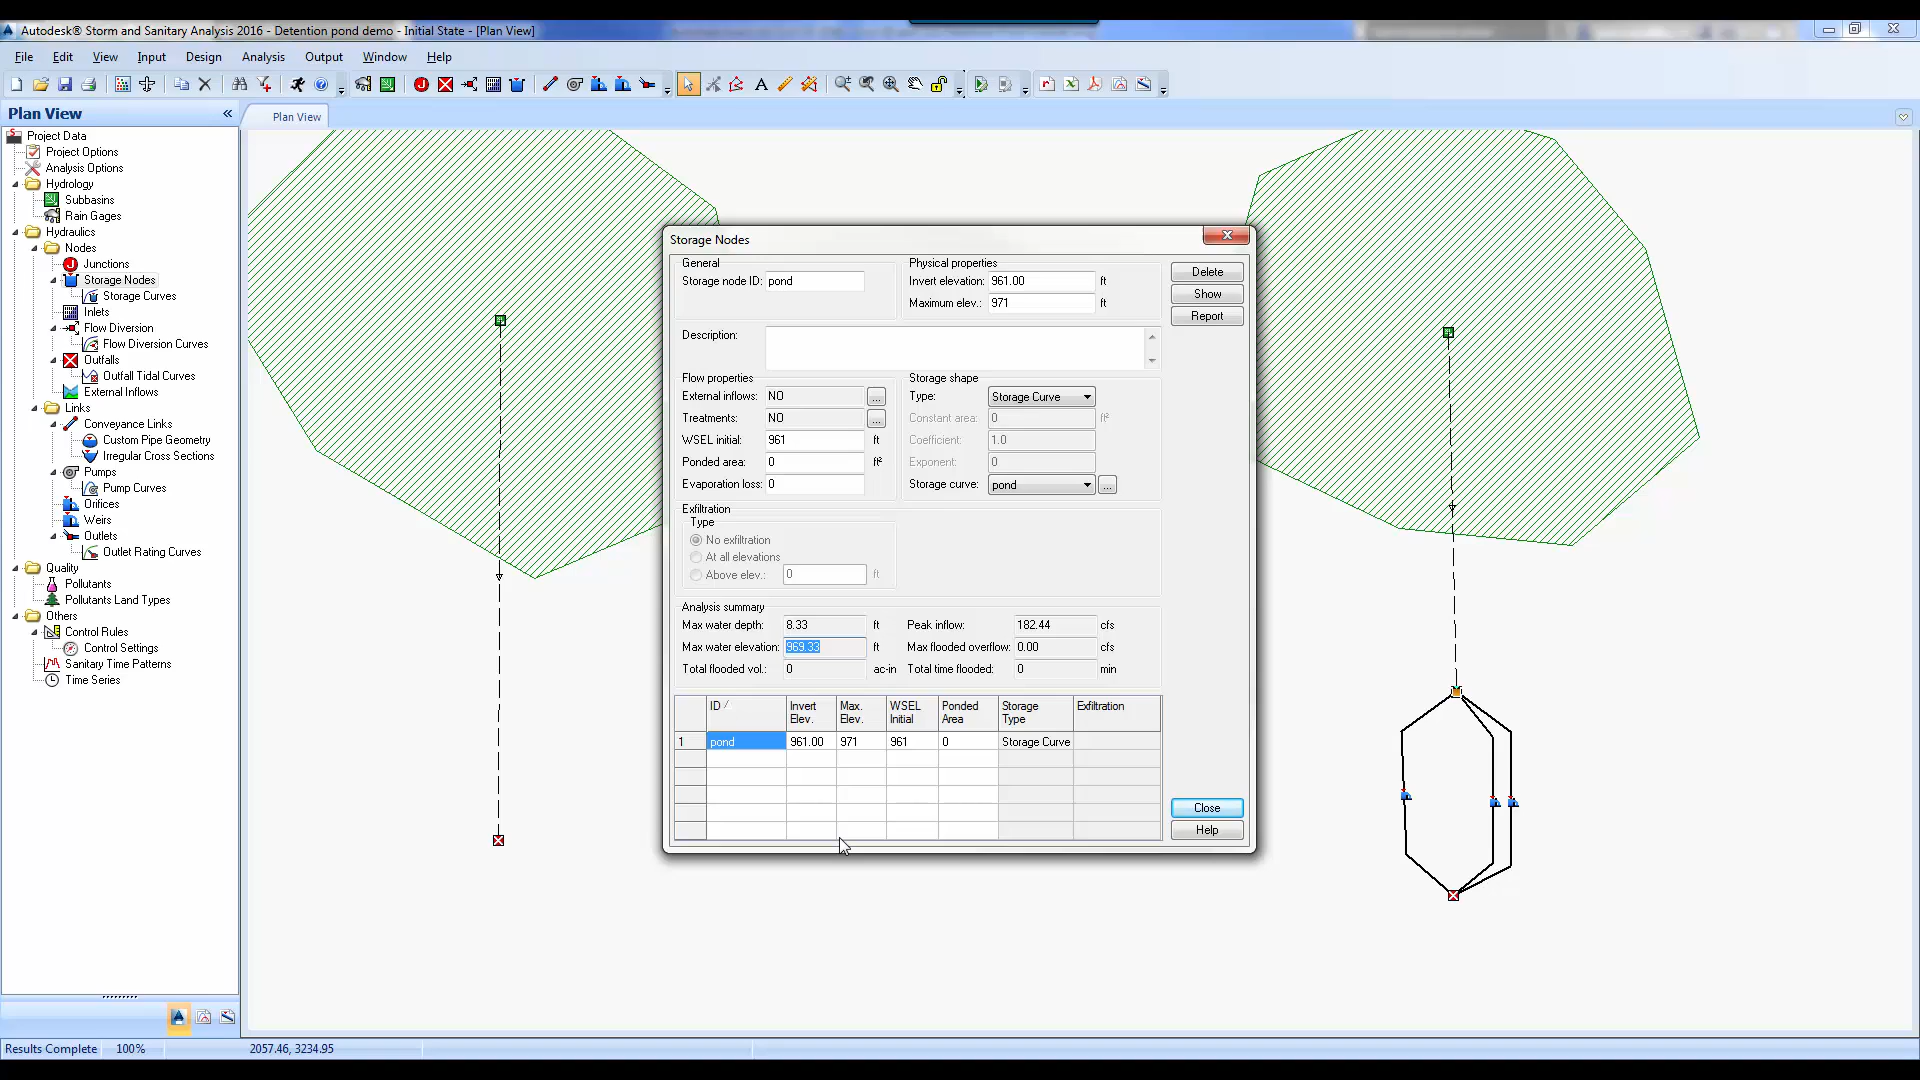 Autodesk® Storm and Sanitary Analysis 2016 - Detention pond demo - Initial State - [Plan View]
File Edit View Input Design Analysis Output Window Help
Plan View
Plan View
Project Data
Project Options
Analysis Options
Hydrology
Subbasins
Rain Gages
Hydraulics
Nodes
Junctions
Storage Nodes
Storage Curves
Inlets
Flow Diversion
Flow Diversion Curves
Outfalls
Outfall Tidal Curves
External Inflows
Links
Conveyance Links
Custom Pipe Geometry
Irregular Cross Sections
Pumps
Pump Curves
Orifices
Weirs
Outlets
Outlet Rating Curves
Quality
Pollutants
Pollutants Land Types
Others
Control Rules
Control Settings
Sanitary Time Patterns
Time Series
Storage Nodes
General
Storage node ID: pond
Physical properties
Invert elevation: 961.00 ft
Maximum elev.: 971 ft
Delete
Show
Report
Description:
Flow properties
External inflows: NO ...
Treatments: NO ...
WSEL initial: 961 ft
Ponded area: 0 ft²
Evaporation loss: 0
Storage shape
Type: Storage Curve
Constant area: 0 ft²
Coefficient: 1.0
Exponent: 0
Storage curve: pond ...
Exfiltration
Type
No exfiltration
At all elevations
Above elev.: 0 ft
Analysis summary
Max water depth: 8.33 ft Peak inflow: 182.44 cfs
Max water elevation: 969.33 ft Max flooded overflow: 0.00 cfs
Total flooded vol.: 0 ac-in Total time flooded: 0 min
ID Invert Elev. Max. Elev. WSEL Initial Ponded Area Storage Type Exfiltration
1 pond 961.00 971 961 0 Storage Curve
Close
Help
Results Complete 100% 2057.46, 3234.95